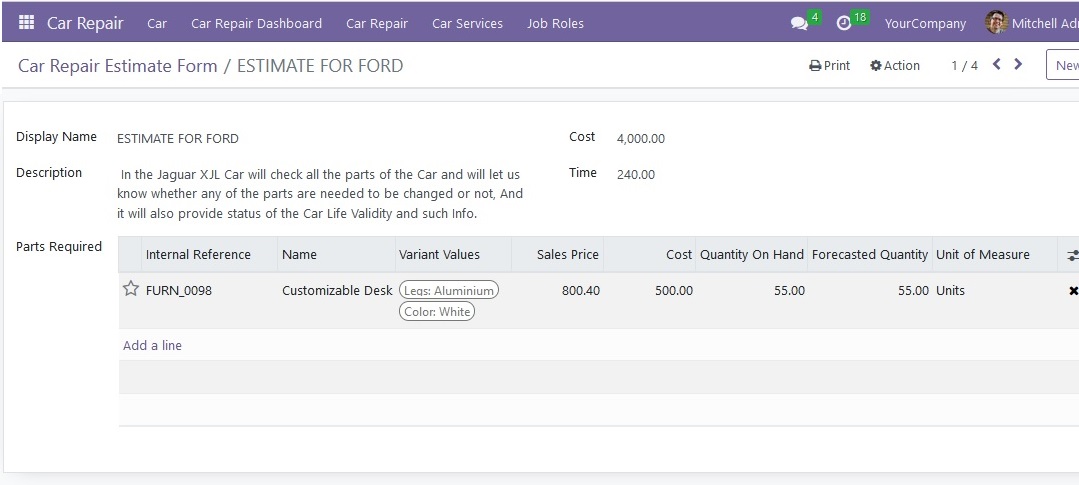 Car Repair Car Car Repair Dashboard Car Repair Car Services Job Roles 4 18 YourCompany Mitchell
Car Repair Estimate Form / ESTIMATE FOR FORD Print Action 1 / 4 New
Display Name ESTIMATE FOR FORD Cost 4,000.00
Description In the Jaguar XJL Car will check all the parts of the Car and will let us Time 240.00
know whether any of the parts are needed to be changed or not, And
it will also provide status of the Car Life Validity and such Info.
Parts Required Internal Reference Name Variant Values Sales Price Cost Quantity On Hand Forecasted Quantity Unit of Measure
FURN_0098 Customizable Desk Legs: Aluminium 800.40 500.00 55.00 55.00 Units
Color: White
Add a line